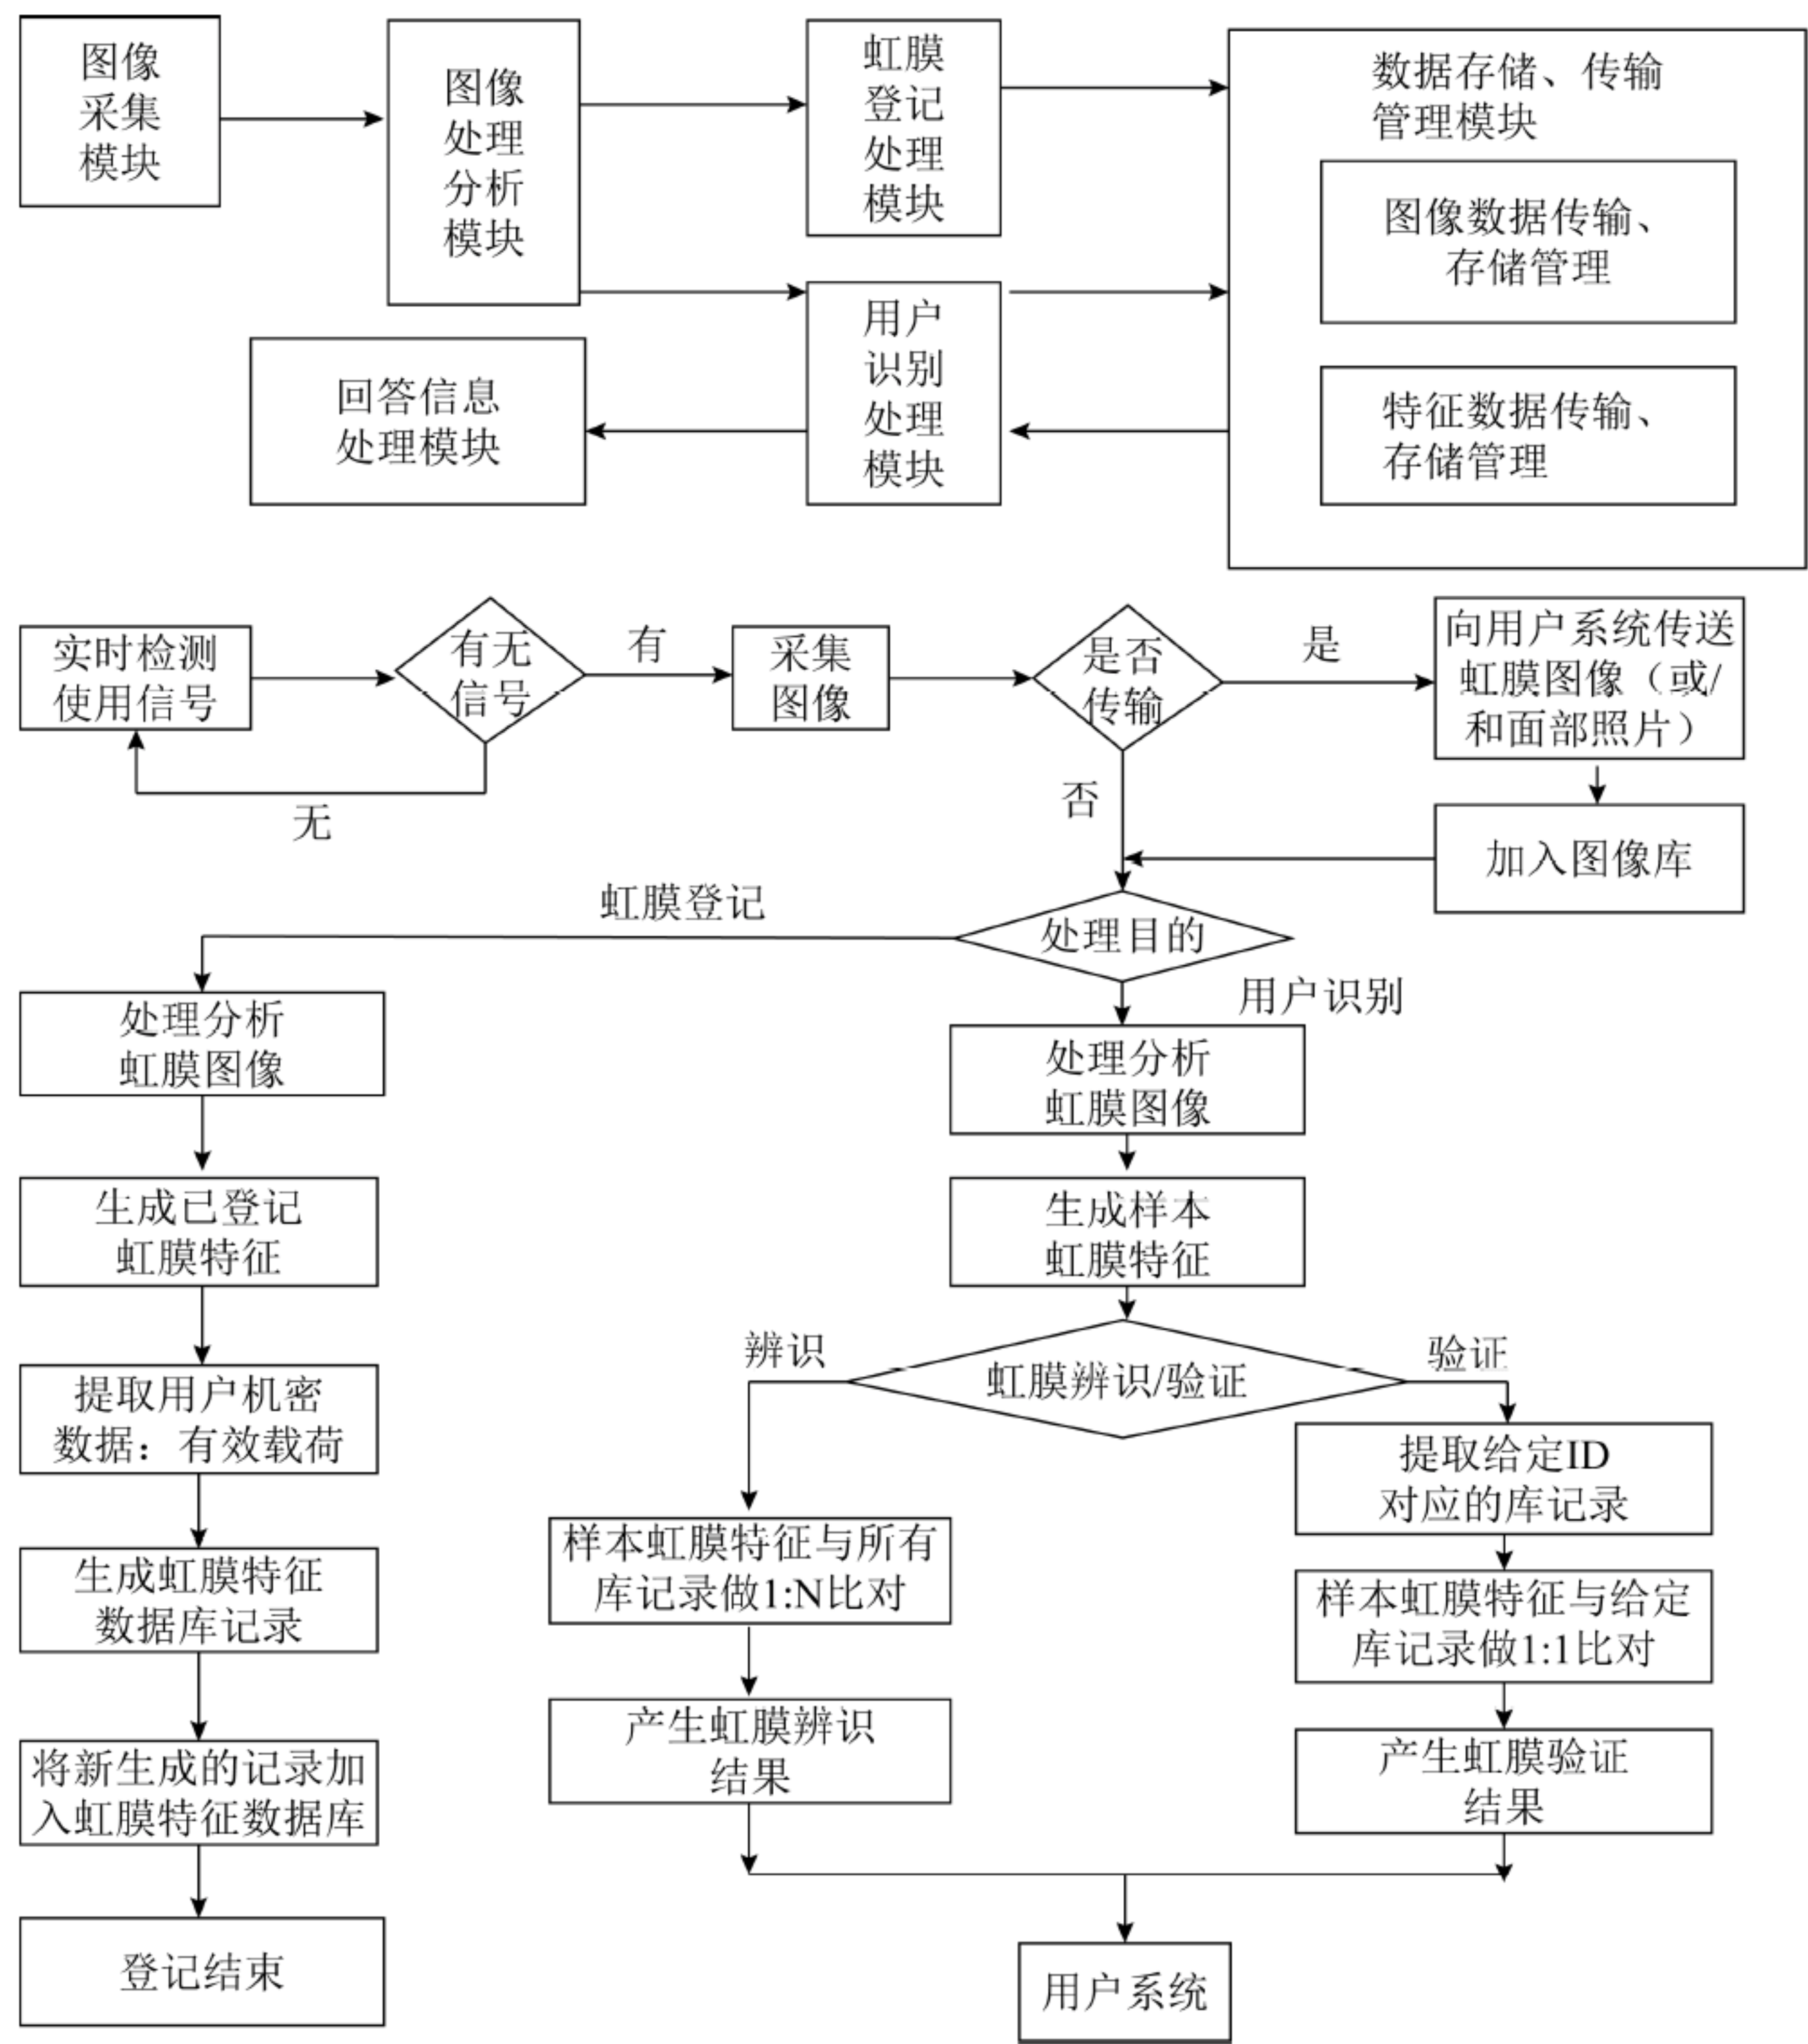 图像
采集
模块
图像
处理
分析
模块
虹膜
登记
处理
模块
数据存储、传输
管理模块
图像数据传输、
存储管理
用户
识别
处理
模块
回答信息
处理模块
特征数据传输、
存储管理
实时检测
使用信号
有无
信号
有
无
采集
图像
是否
传输
是
否
向用户系统传送
虹膜图像（或/
和面部照片）
加入图像库
处理目的
虹膜登记
用户识别
处理分析
虹膜图像
生成已登记
虹膜特征
提取用户机密
数据：有效载荷
生成虹膜特征
数据库记录
将新生成的记录加
入虹膜特征数据库
登记结束
处理分析
虹膜图像
生成样本
虹膜特征
虹膜辨识/验证
辨识
验证
样本虹膜特征与所有
库记录做1:N比对
产生虹膜辨识
结果
提取给定ID
对应的库记录
样本虹膜特征与给定
库记录做1:1比对
产生虹膜验证
结果
用户系统